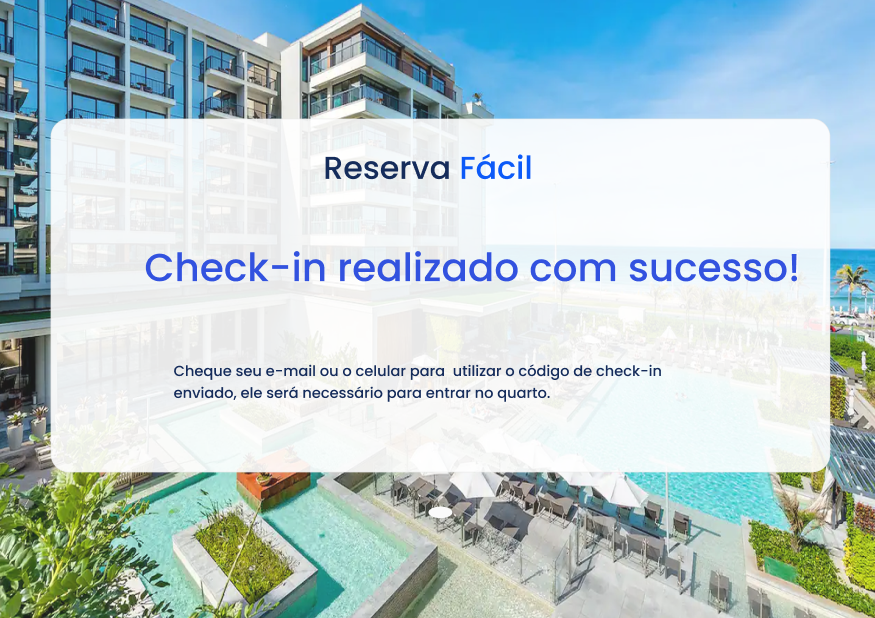 Reserva Fácil
Check-in realizado com sucesso!
Cheque seu e-mail ou o celular para  utilizar o código de check-in
enviado, ele será necessário para entrar no quarto.